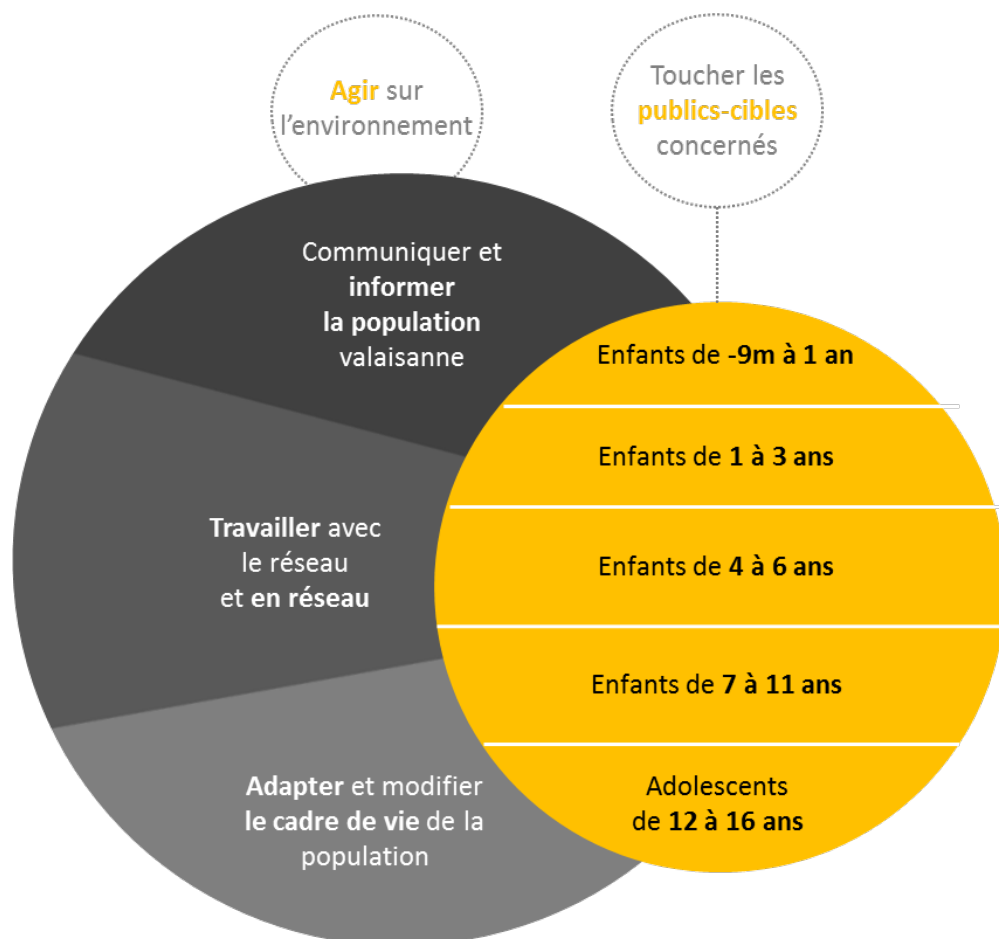 Agir sur
l'environnement
Toucher les
publics-cibles
concernés
Communiquer et
informer
la population
valaisanne
Travailler avec
le réseau
et en réseau
Adapter et modifier
le cadre de vie de la
population
Enfants de -9m à 1 an
Enfants de 1 à 3 ans
Enfants de 4 à 6 ans
Enfants de 7 à 11 ans
Adolescents
de 12 à 16 ans